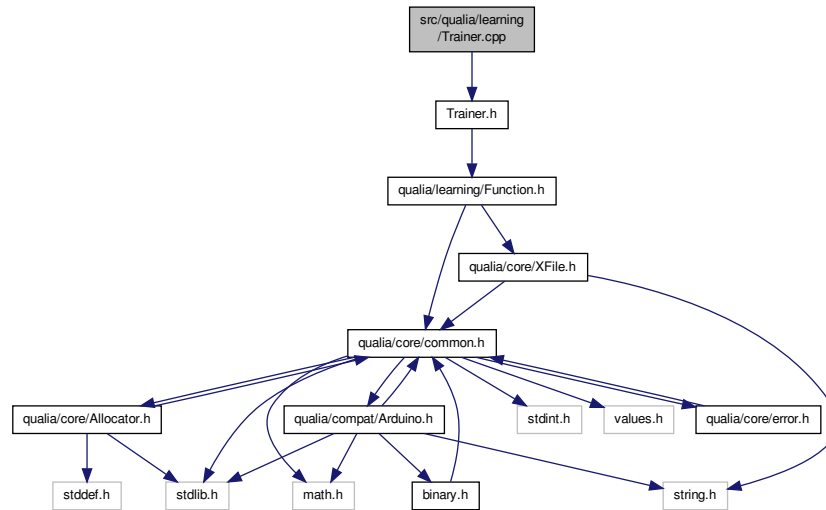 src/qualia/learning
/Trainer.cpp
Trainer.h
qualia/learning/Function.h
qualia/core/XFile.h
qualia/core/common.h
qualia/core/Allocator.h
qualia/compat/Arduino.h
stdint.h
values.h
qualia/core/error.h
stddef.h
stdlib.h
math.h
binary.h
string.h